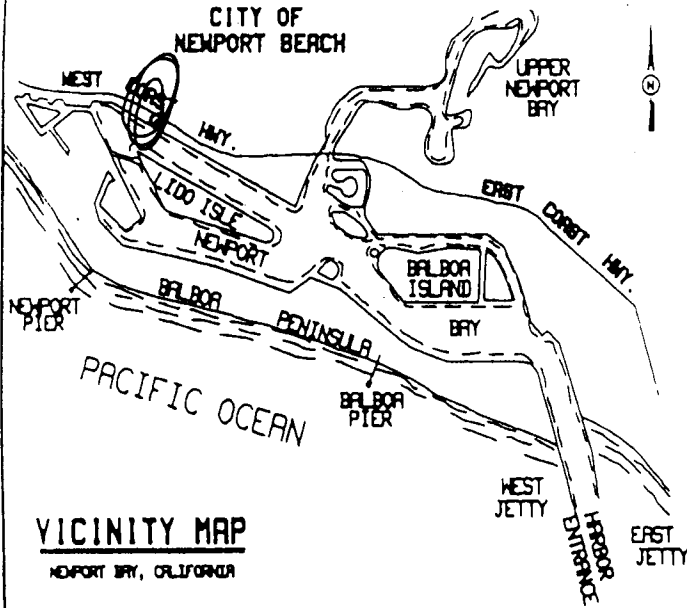 CITY OF
NEWPORT BEACH
WEST
COAST
HWY.
UPPER
NEWPORT
BAY
N
EAST COAST HWY.
LIDO ISLE
NEWPORT
BALBOA
ISLAND
BAY
NEWPORT
PIER
BALBOA PENINSULA
BALBOA
PIER
PACIFIC OCEAN
WEST
JETTY
HARBOR
ENTRANCE
EAST
JETTY
VICINITY MAP
NEWPORT BAY, CALIFORNIA